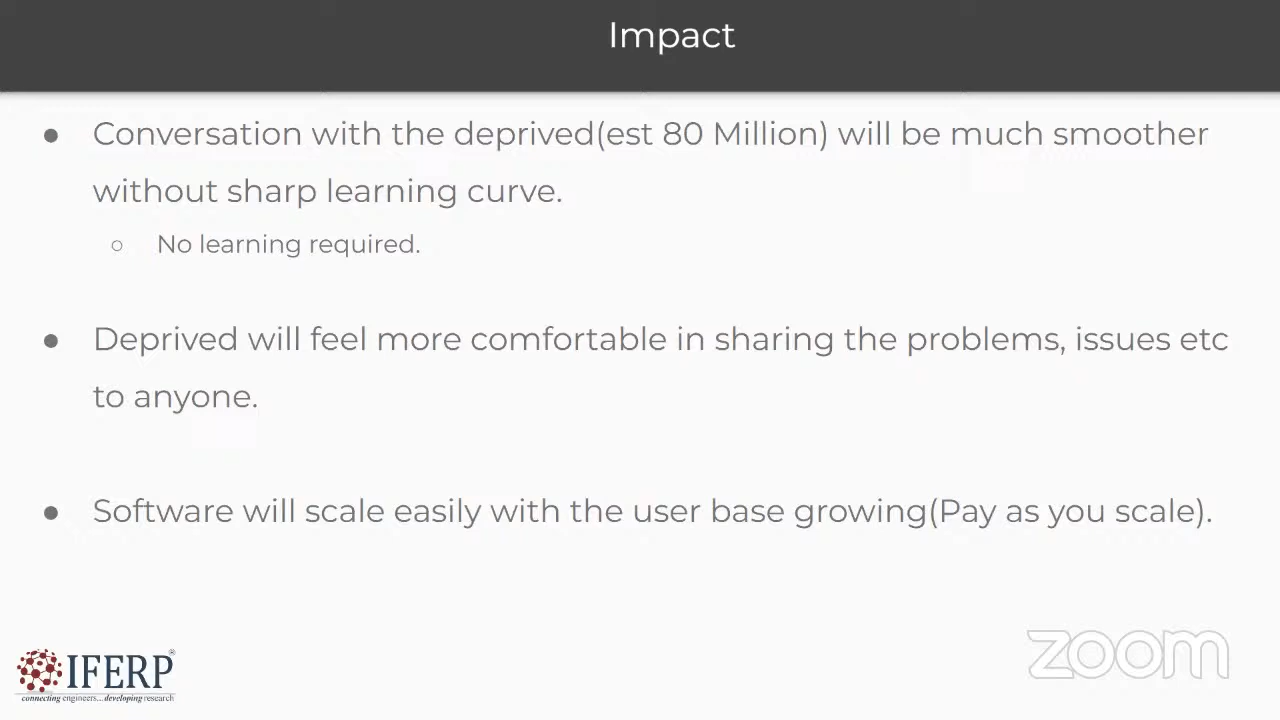 Impact
● Conversation with the deprived(est 80 Million) will be much smoother
without sharp learning curve.
○ No learning required.
● Deprived will feel more comfortable in sharing the problems, issues etc
to anyone.
● Software will scale easily with the user base growing(Pay as you scale).
IFERP®
connecting engineers...developing research
zoom